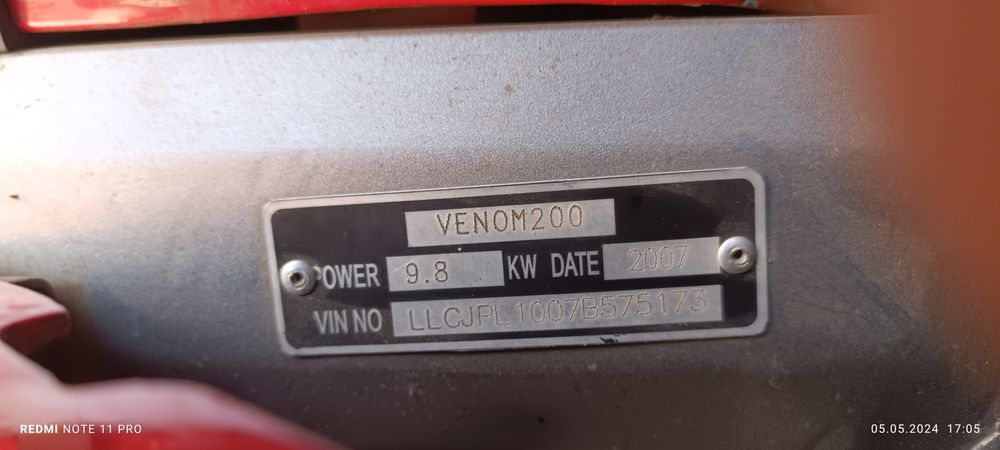 VENOM200
POWER 9.8 KW DATE 2007
VIN NO LLCJPL1007B575173
REDMI NOTE 11 PRO
05.05.2024 17:05